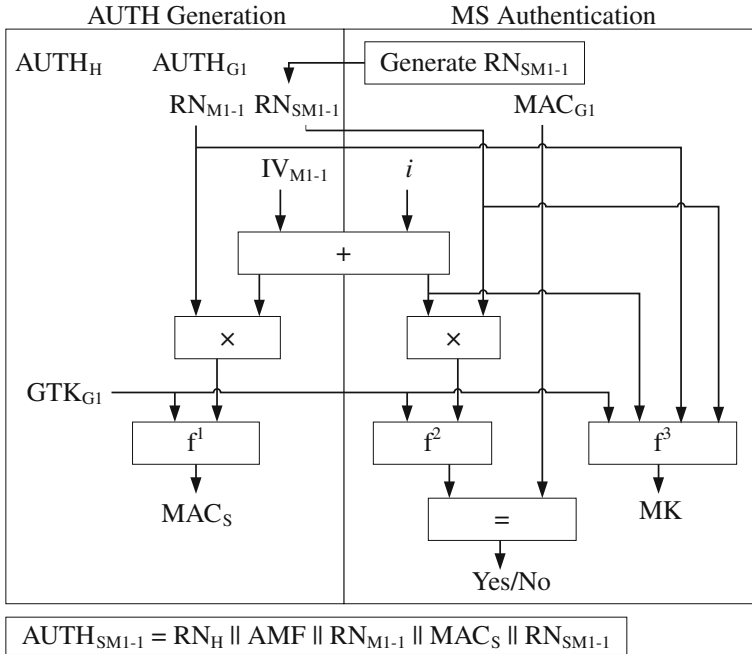 AUTH Generation MS Authentication
AUTH_H AUTH_G1 Generate RN_SM1-1
RN_M1-1 RN_SM1-1 MAC_G1
IV_M1-1 i
+
× ×
GTK_G1
f^1 f^2 f^3
MAC_S = MK
Yes/No
AUTH_SM1-1 = RN_H || AMF || RN_M1-1 || MAC_S || RN_SM1-1